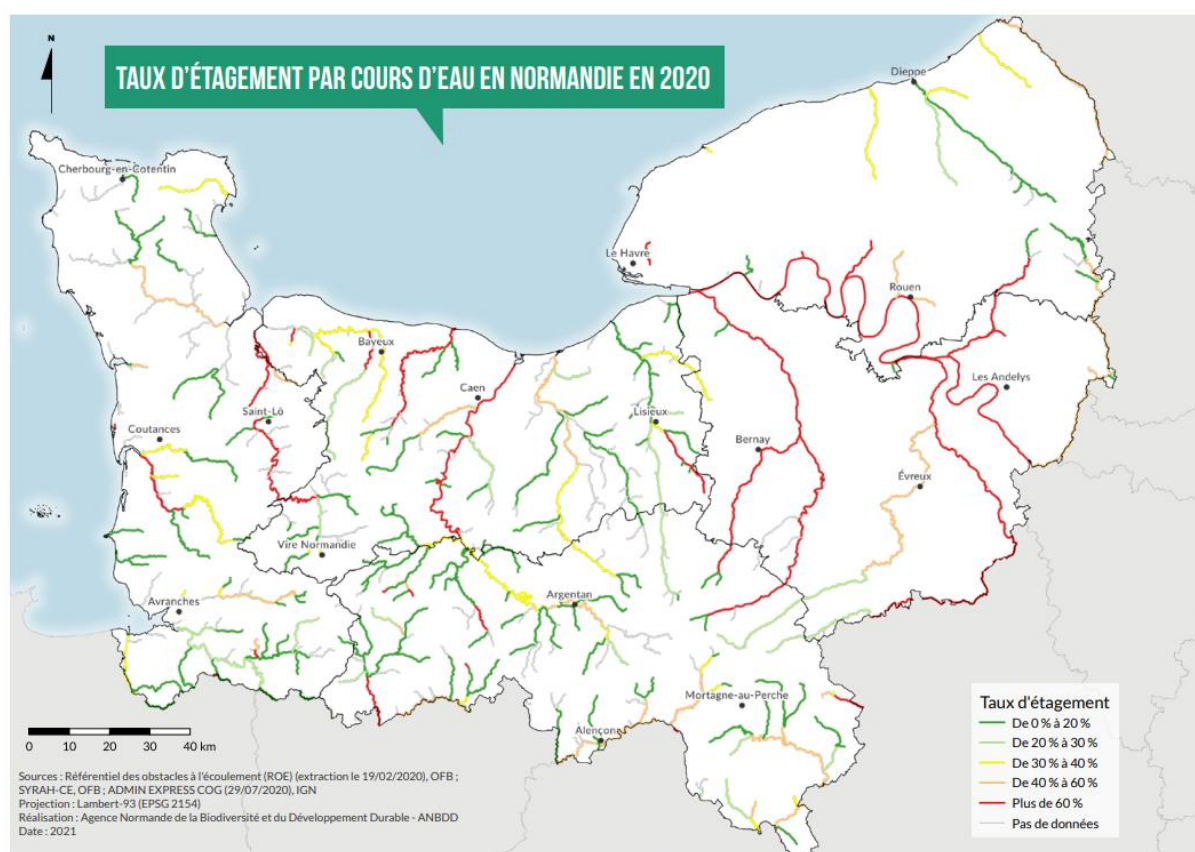 N
TAUX D'ÉTAGEMENT PAR COURS D'EAU EN NORMANDIE EN 2020
Dieppe
Cherbourg-en-Cotentin
Le Havre
Rouen
Bayeux
Les Andelys
Caen
Saint-Lô
Lisieux
Coutances
Bernay
Évreux
Vire Normandie
Argentan
Avranches
Mortagne-au-Perche
Alençon
Taux d'étagement
De 0 % à 20 %
De 20 % à 30 %
De 30 % à 40 %
De 40 % à 60 %
Plus de 60 %
Pas de données
0 10 20 30 40 km
Sources : Référentiel des obstacles à l'écoulement (ROE) (extraction le 19/02/2020), OFB ;
SYRAH-CE, OFB ; ADMIN EXPRESS COG (29/07/2020), IGN
Projection : Lambert-93 (EPSG 2154)
Réalisation : Agence Normande de la Biodiversité et du Développement Durable - ANBDD
Date : 2021